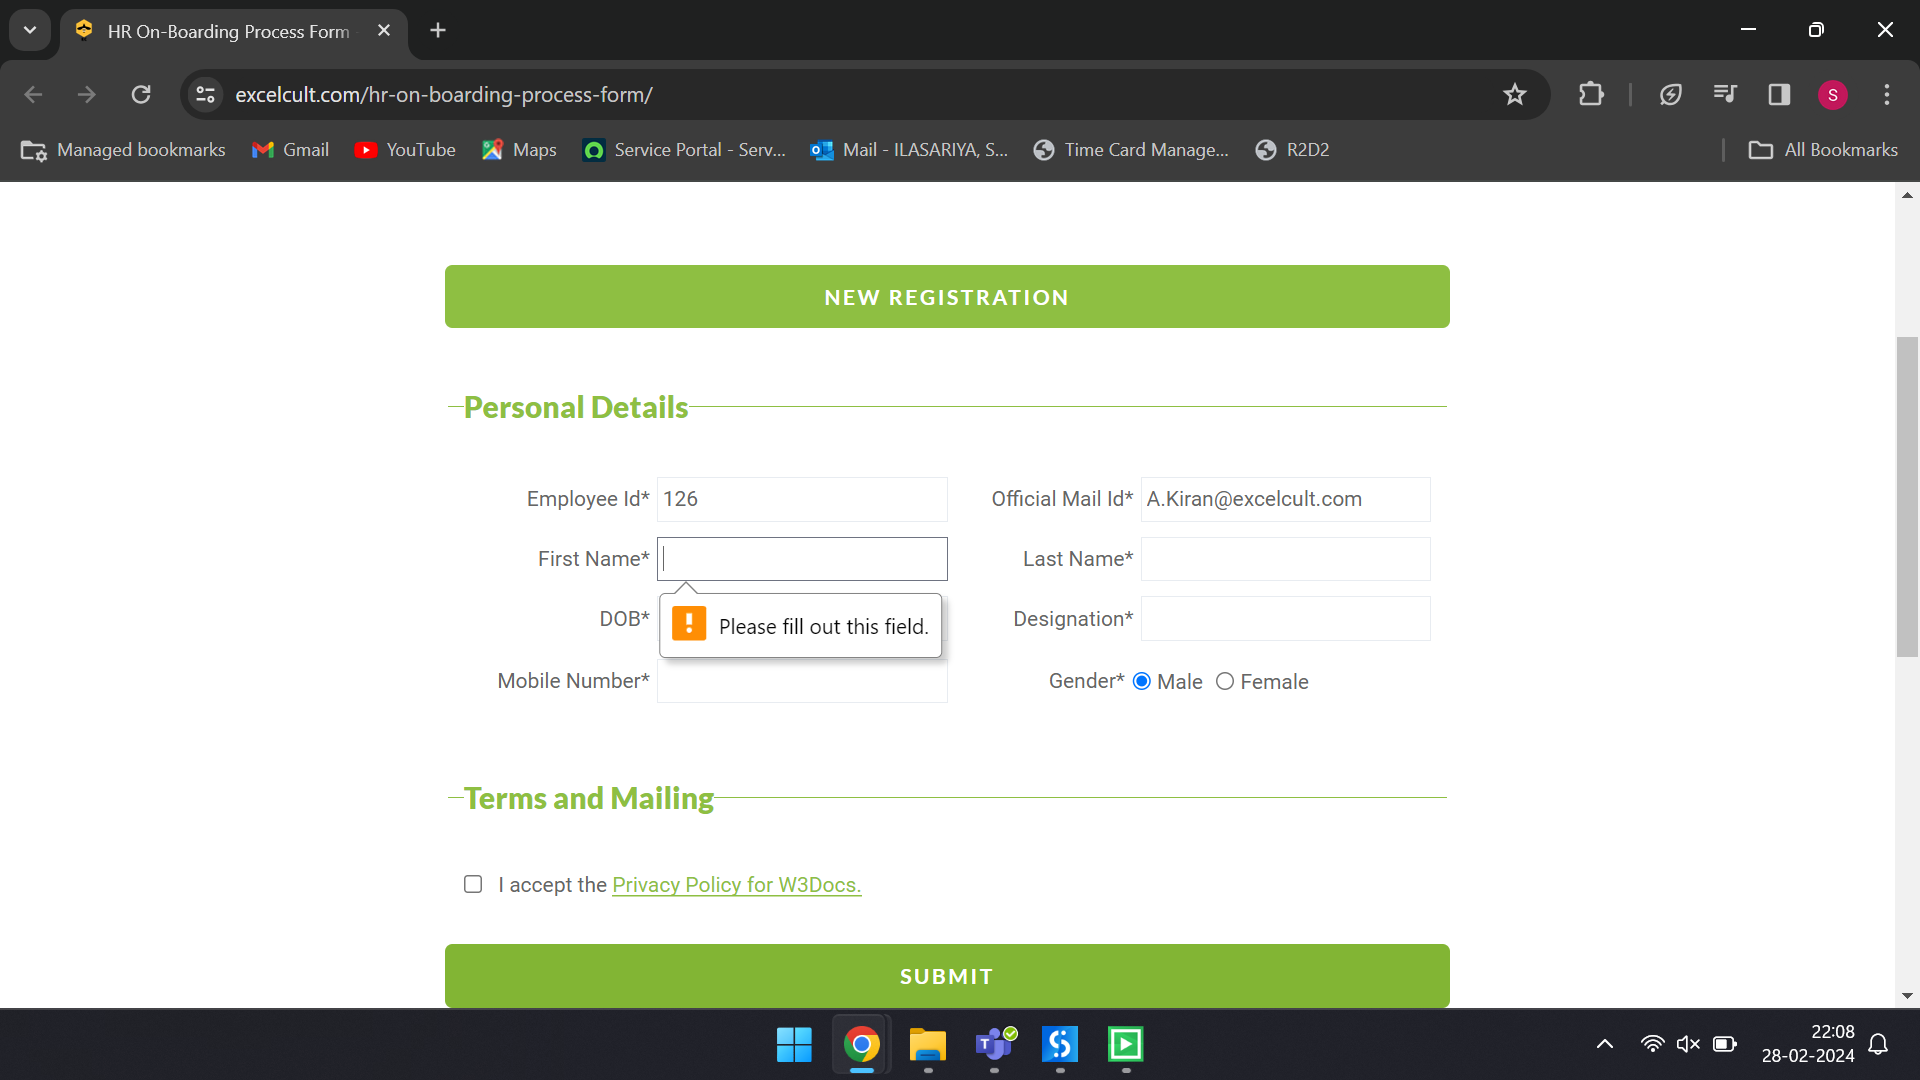 HR On-Boarding Process Form
excelcult.com/hr-on-boarding-process-form/
S
Managed bookmarks
Gmail
YouTube
Maps
Service Portal - Serv...
Mail - ILASARIYA, S...
Time Card Manage...
R2D2
All Bookmarks
NEW REGISTRATION
Personal Details
Employee Id* 126
Official Mail Id* A.Kiran@excelcult.com
First Name*
Last Name*
DOB*
Please fill out this field.
Designation*
Mobile Number*
Gender* Male Female
Terms and Mailing
I accept the Privacy Policy for W3Docs.
SUBMIT
22:08
28-02-2024